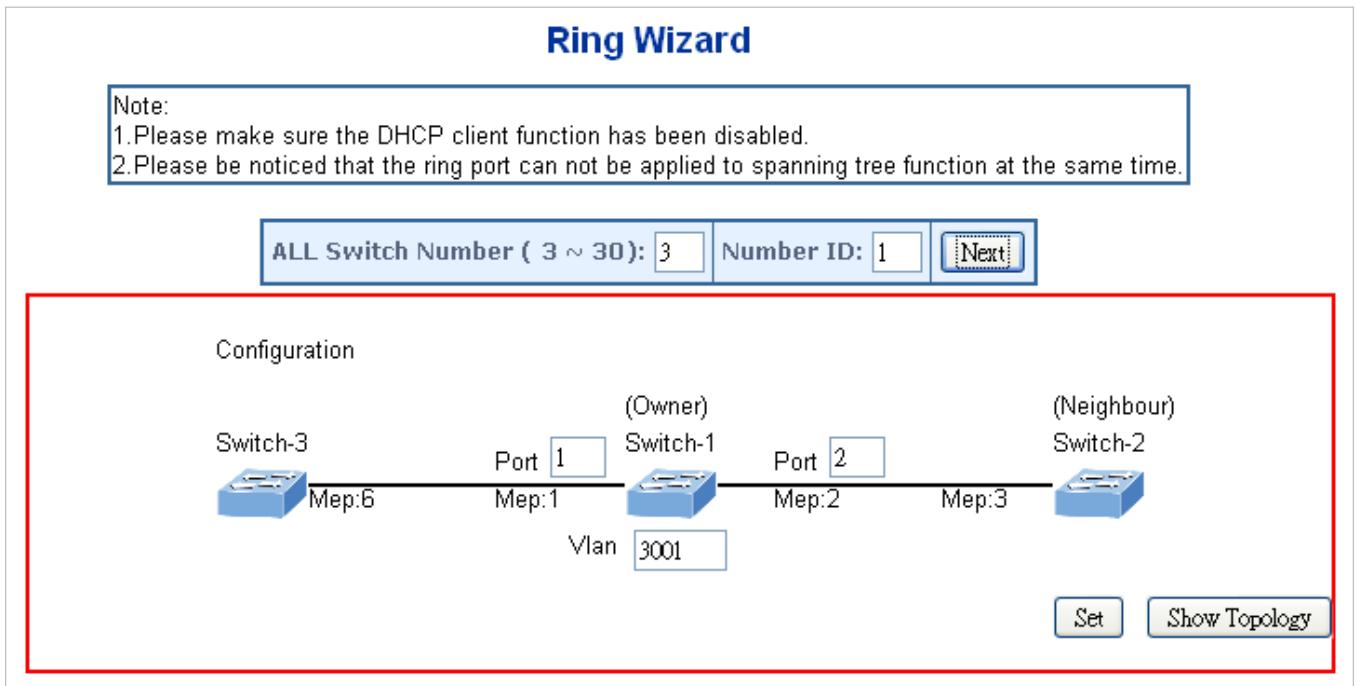 Ring Wizard
Note:
1.Please make sure the DHCP client function has been disabled.
2.Please be noticed that the ring port can not be applied to spanning tree function at the same time.
ALL Switch Number ( 3 ~ 30): 3 Number ID: 1 Next
Configuration
(Owner) (Neighbour)
Switch-3 Port 1 Switch-1 Port 2 Switch-2
Mep:6 Mep:1 Mep:2 Mep:3
Vlan 3001
Set Show Topology